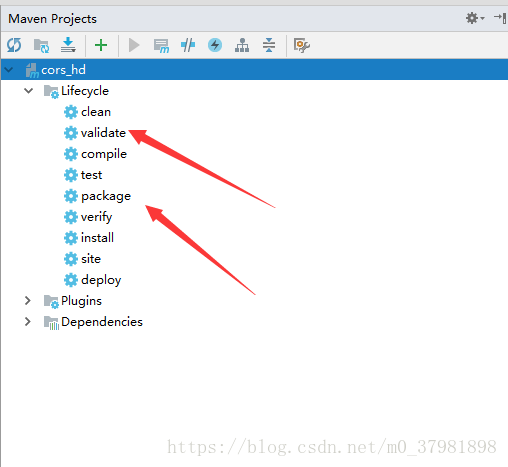 Maven Projects
cors_hd
Lifecycle
clean
validate
compile
test
package
verify
install
site
deploy
Plugins
Dependencies
https://blog.csdn.net/m0_37981898